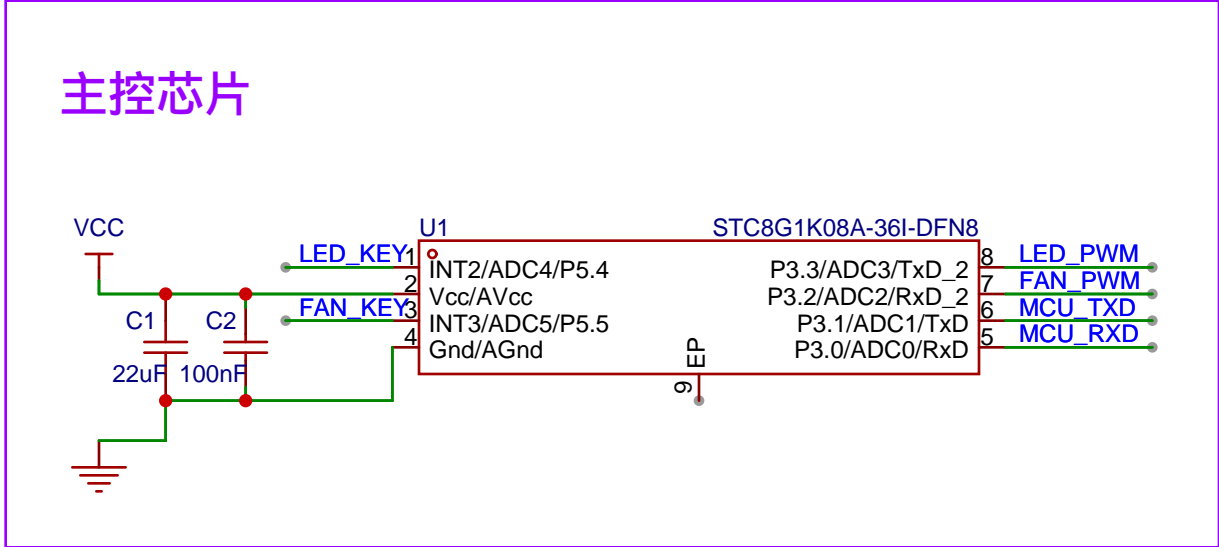 主控芯片
VCC
U1
STC8G1K08A-36I-DFN8
LED_KEY
1
INT2/ADC4/P5.4
2
Vcc/AVcc
FAN_KEY
3
INT3/ADC5/P5.5
4
Gnd/AGnd
P3.3/ADC3/TxD_2
8
LED_PWM
P3.2/ADC2/RxD_2
7
FAN_PWM
P3.1/ADC1/TxD
6
MCU_TXD
P3.0/ADC0/RxD
5
MCU_RXD
EP
9
C1
22uF
C2
100nF